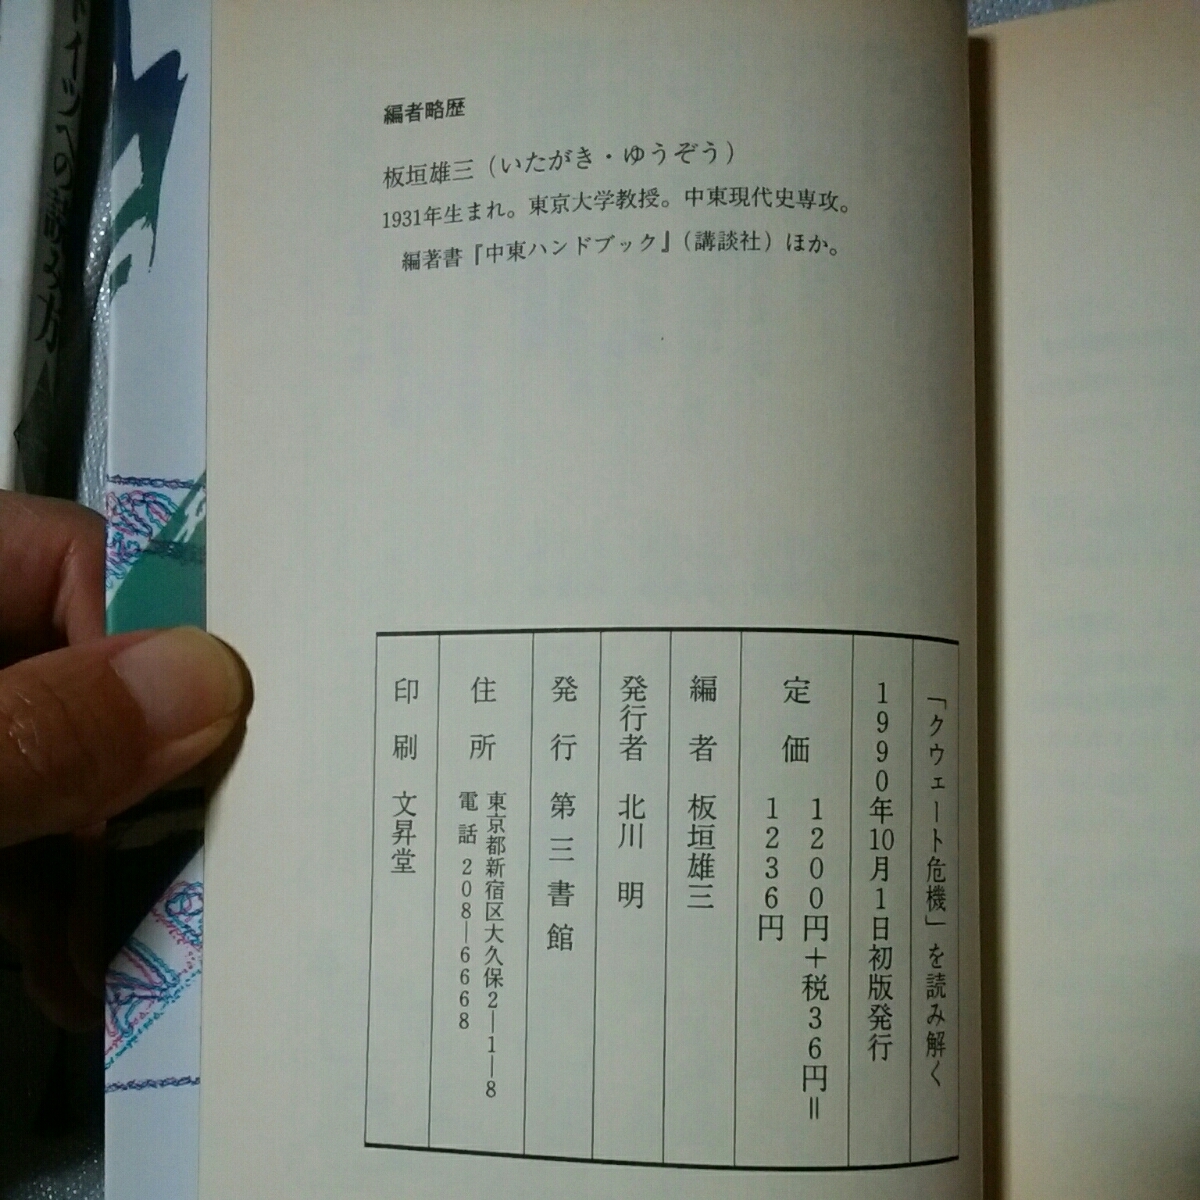 編者略歴
板垣雄三（いたがき・ゆうぞう）
1931年生まれ。東京大学教授。中東現代史専攻。
編著書『中東ハンドブック』（講談社）ほか。
「クウェート危機」を読み解く
1990年10月1日初版発行
定価 1200円＋税36円＝
1236円
編者 板垣雄三
発行者 北川 明
発行 第三書館
住所 東京都新宿区大久保2―1―8
電話 208―6668
印刷 文昇堂